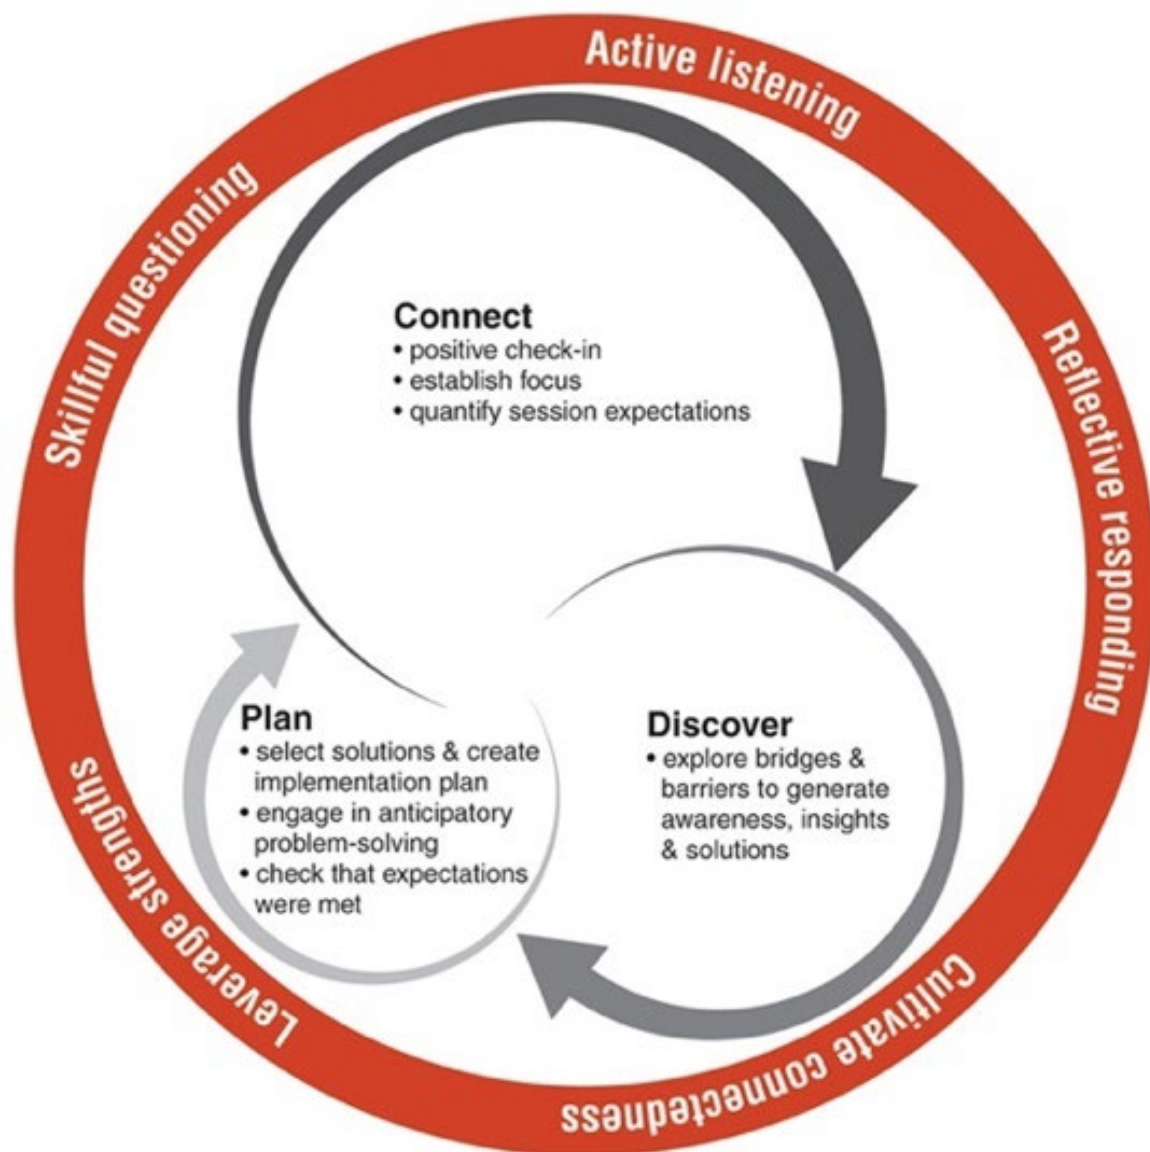 Active listening
Skillful questioning
Reflective responding
Connect
• positive check-in
• establish focus
• quantify session expectations
Plan
• select solutions & create
implementation plan
• engage in anticipatory
problem-solving
• check that expectations
were met
Discover
• explore bridges &
barriers to generate
awareness, insights
& solutions
Leverage strengths
Cultivate connectedness